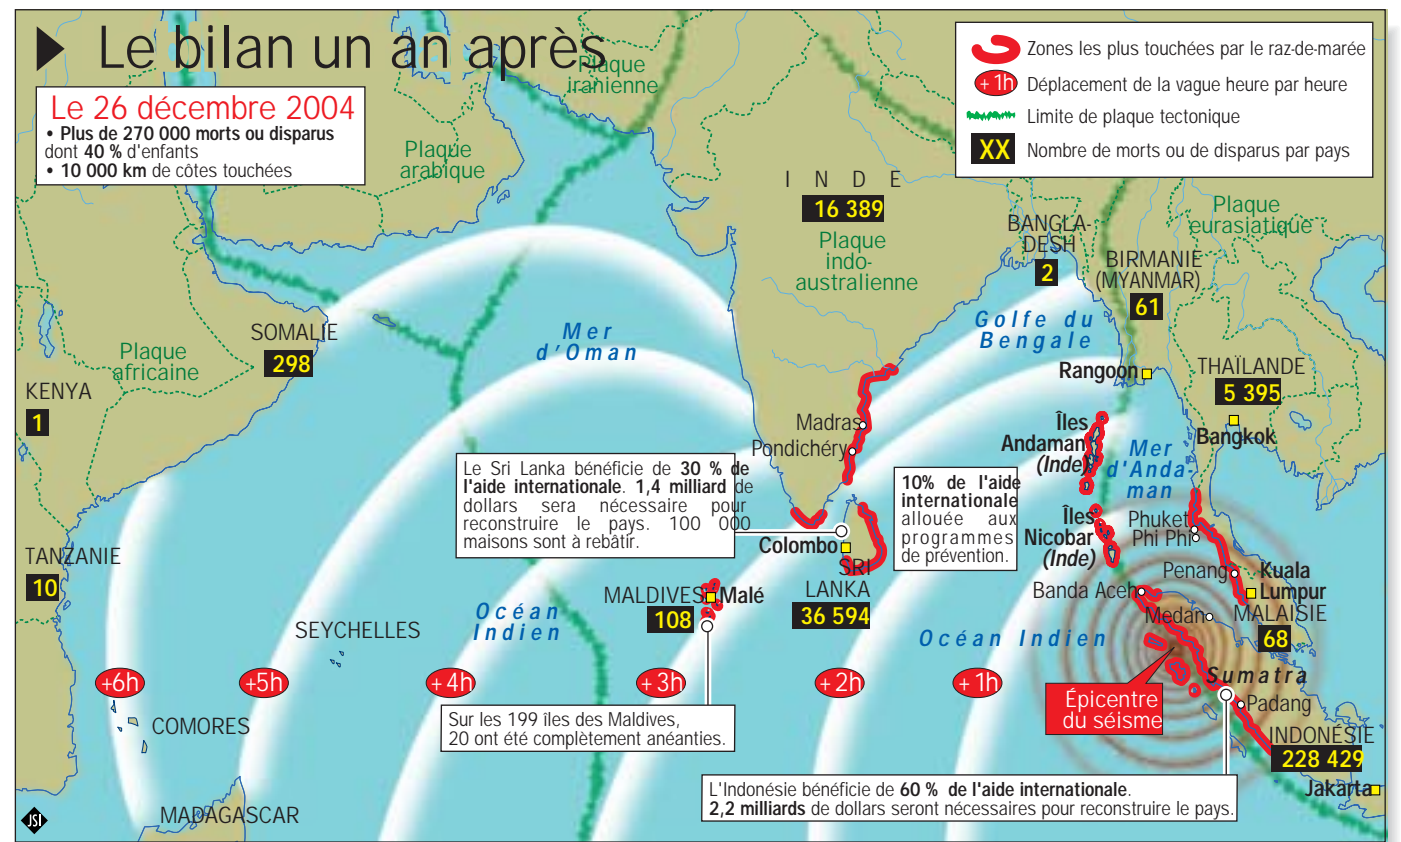 Le bilan un an après
Le 26 décembre 2004
• Plus de 270 000 morts ou disparus
dont 40 % d'enfants
• 10 000 km de côtes touchées
Zones les plus touchées par le raz-de-marée
+ 1h Déplacement de la vague heure par heure
Limite de plaque tectonique
XX Nombre de morts ou de disparus par pays
Plaque
iranienne
Plaque
arabique
I N D E
16 389
Plaque
indo-
australienne
BANGLA-
DESH
2
Plaque
eurasiatique
BIRMANIE
(MYANMAR)
61
Golfe du
Bengale
Mer
d'Oman
SOMALIE
298
Plaque
africaine
KENYA
1
Rangoon
THAÏLANDE
5 395
Bangkok
Madras
Pondichéry
Îles
Andaman
(Inde)
Mer
d'Anda-
man
Le Sri Lanka bénéficie de 30 % de
l'aide internationale. 1,4 milliard de
dollars sera nécessaire pour
reconstruire le pays. 100 000
maisons sont à rebâtir.
10% de l'aide
internationale
allouée aux
programmes
de prévention.
Îles
Nicobar
(Inde)
Phuket
Phi Phi
Colombo
SRI
LANKA
36 594
TANZANIE
10
MALDIVES
108
Malé
Banda Aceh
Penang
Kuala
Lumpur
MALAISIE
68
Medan
Océan
Indien
Océan Indien
SEYCHELLES
+6h
+5h
+4h
+3h
+2h
+1h
Sumatra
Épicentre
du séisme
Padang
COMORES
Sur les 199 îles des Maldives,
20 ont été complètement anéanties.
INDONÉSIE
228 429
Jakarta
L'Indonésie bénéficie de 60 % de l'aide internationale.
2,2 milliards de dollars seront nécessaires pour reconstruire le pays.
MADAGASCAR
JSI